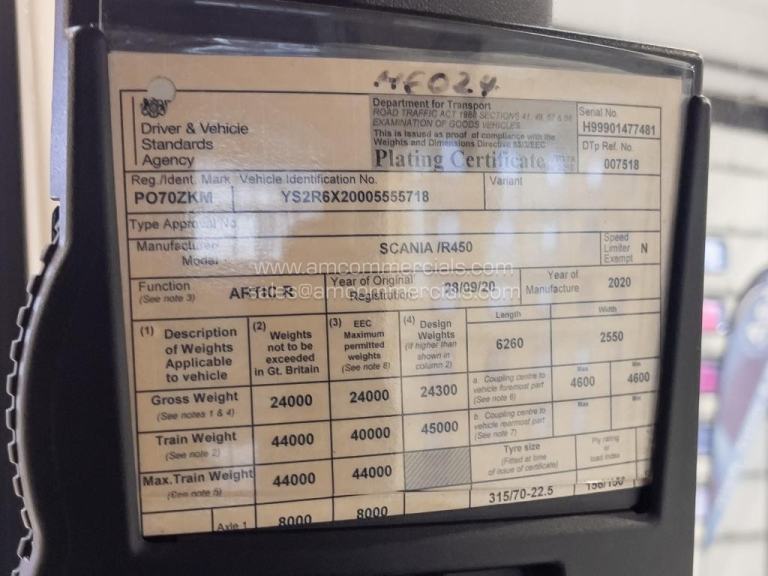 MF024
Driver & Vehicle
Standards
Agency
Department for Transport
ROAD TRAFFIC ACT 1988 SECTIONS 41, 49, 57 & 58
EXAMINATION OF GOODS VEHICLES
This is issued as proof of compliance with the
Weights and Dimensions Directive
Plating Certificate
Serial No.
H99901477481
DTp Ref. No.
007518
Reg./Ident. Mark Vehicle Identification No. Variant
PO70ZKM YS2R6X20005555718
Type Approval No
Manufacturer
Model
SCANIA /R450
Speed
Limiter
Exempt
N
www.amcommercials.com
sales@amcommercials.com
Function
(See note 3)
ARTIC R
Year of Original
Registration
28/09/20
Year of
Manufacture
2020
(1) Description
of Weights
Applicable
to vehicle
(2) Weights
not to be
exceeded
in Gt. Britain
(3) EEC
Maximum
permitted
weights
(See note 6)
(4) Design
Weights
(if higher than
shown in
column 2)
Length
6260
Width
2550
Gross Weight
(See notes 1 & 4)
24000 24000 24300
a. Coupling centre to
vehicle foremost part
(See note 6)
Max
4600
Min
4600
Train Weight
(See note 2)
44000 40000 45000
b. Coupling centre to
vehicle rearmost part
(See note 7)
Max
Min
Max.Train Weight
(See note 5)
44000 44000
Tyre size
(Fitted at time
of issue of certificate)
Ply rating
or
load index
Axle 1 8000 8000 315/70-22.5 156/150